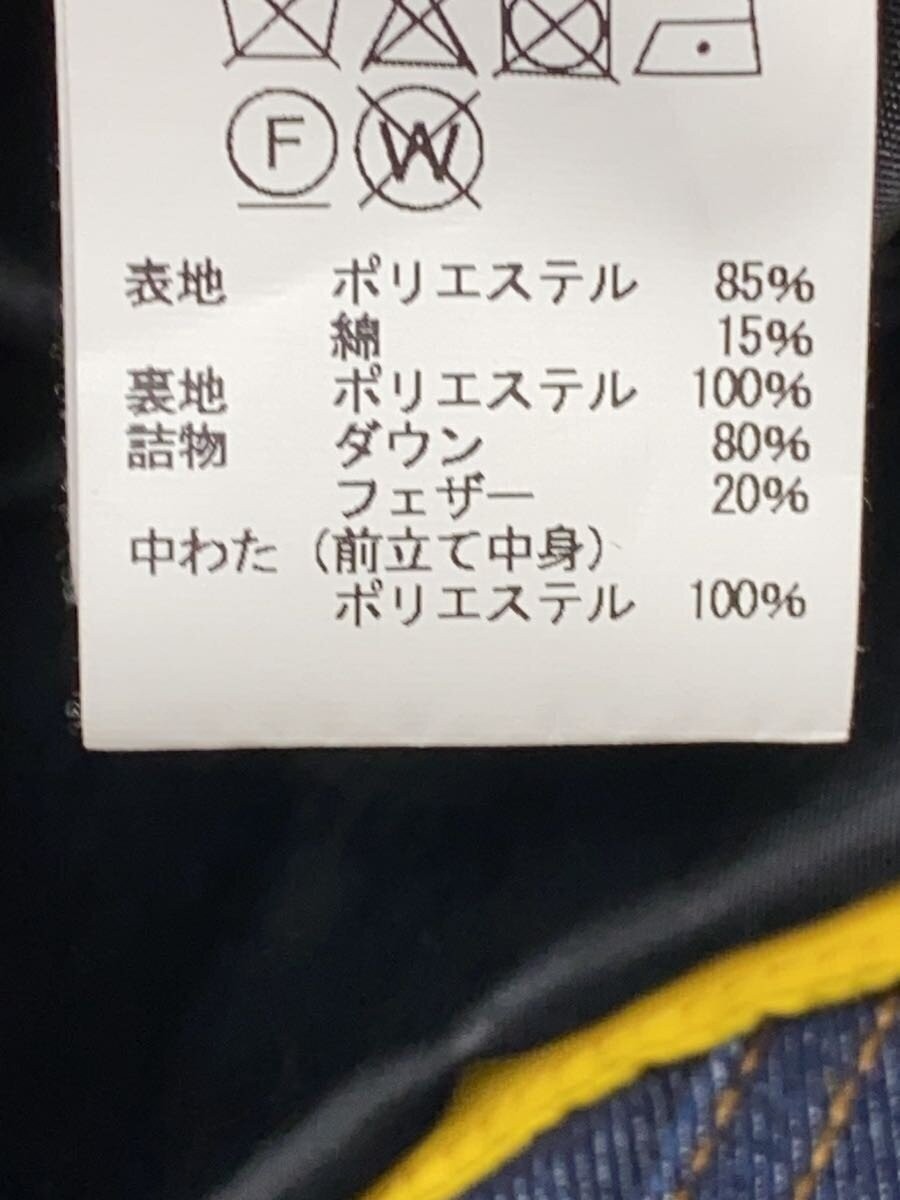 F W
表地 ポリエステル 85%
綿 15%
裏地 ポリエステル 100%
詰物 ダウン 80%
フェザー 20%
中わた（前立て中身）
ポリエステル 100%